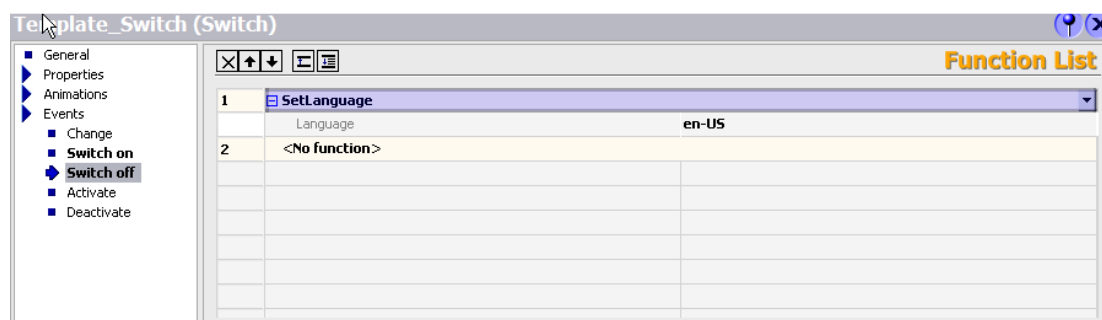 Template_Switch (Switch)
General
Properties
Animations
Events
Change
Switch on
Switch off
Activate
Deactivate
Function List
1 SetLanguage
Language en-US
2 <No function>